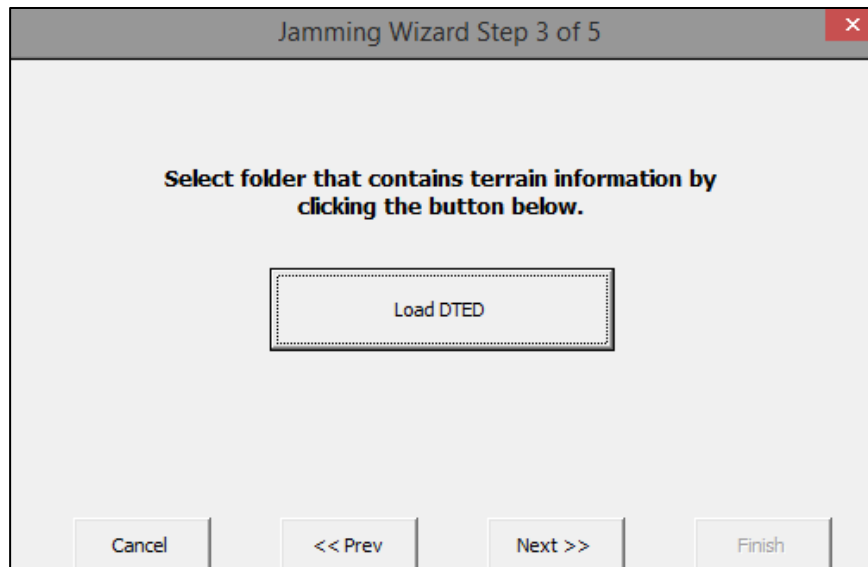 Jamming Wizard Step 3 of 5
Select folder that contains terrain information by
clicking the button below.
Load DTED
Cancel
<< Prev
Next >>
Finish